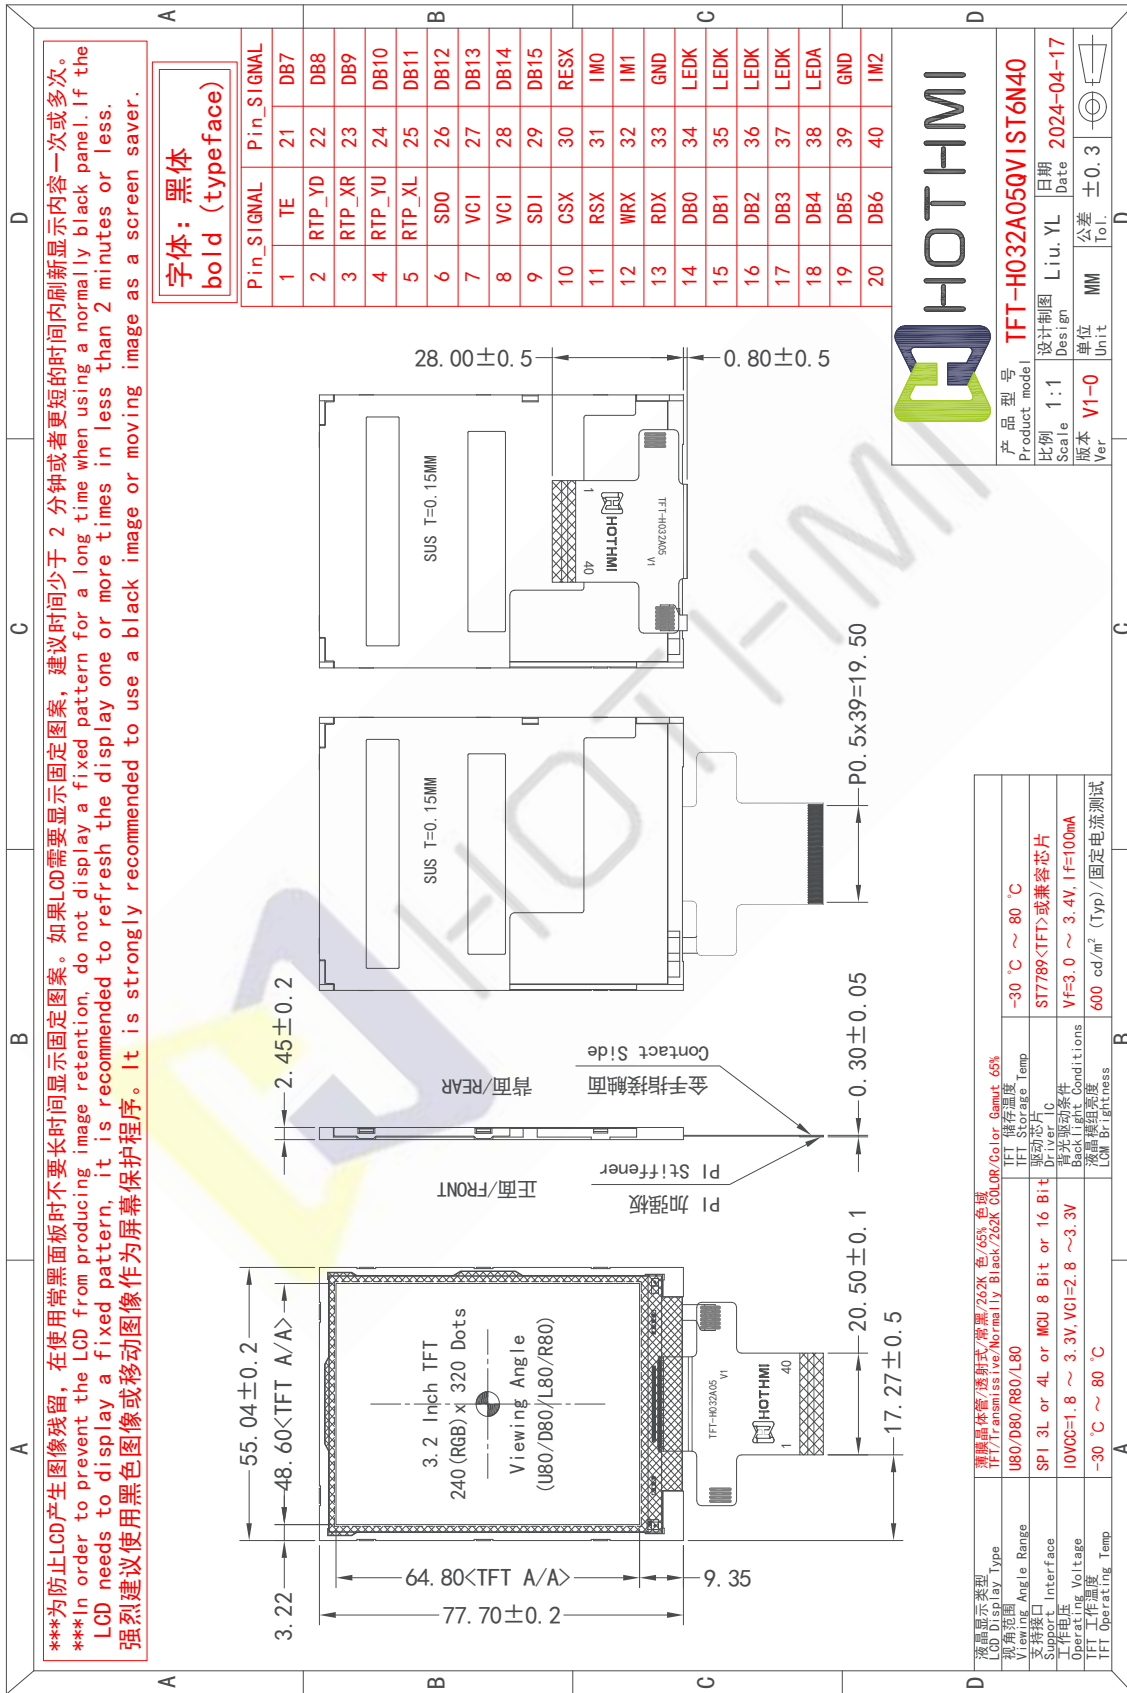 ***为防止LCD产生图像残留，在使用常黑面板时不要长时间显示固定图案。如果LCD需要显示固定图案，建议时间少于 2 分钟或者更短的时间内刷新显示内容一次或多次。
***In order to prevent the LCD from producing image retention, do not display a fixed pattern for a long time when using a normally black panel. If the
LCD needs to display a fixed pattern, it is recommended to refresh the display one or more times in less than 2 minutes or less.
强烈建议使用黑色图像或移动图像作为屏幕保护程序。It is strongly recommended to use a black image or moving image as a screen saver.
字体：黑体
bold (typeface)
Pin_SIGNAL Pin_SIGNAL
1 TE 21 DB7
2 RTP_YD 22 DB8
3 RTP_XR 23 DB9
4 RTP_YU 24 DB10
5 RTP_XL 25 DB11
6 SDO 26 DB12
7 VCI 27 DB13
8 VCI 28 DB14
9 SDI 29 DB15
10 CSX 30 RESX
11 RSX 31 IM0
12 WRX 32 IM1
13 RDX 33 GND
14 DB0 34 LEDK
15 DB1 35 LEDK
16 DB2 36 LEDK
17 DB3 37 LEDK
18 DB4 38 LEDA
19 DB5 39 GND
20 DB6 40 IM2
55.04±0.2
48.60<TFT A/A>
3.22
64.80<TFT A/A>
77.70±0.2
9.35
3.2 Inch TFT
240(RGB)x 320 Dots
Viewing Angle
(U80/D80/L80/R80)
TFT-H032A05
V1
HOTHMI
1 40
20.50±0.1
17.27±0.5
2.45±0.2
正面/FRONT
背面/REAR
PI 加强板
PI Stiffener
金手指接触面
Contact Side
0.30±0.05
SUS T=0.15MM
P0.5x39=19.50
SUS T=0.15MM
40 1
HOTHMI
TFT-H032A05
V1
28.00±0.5
0.80±0.5
HOTHMI
液晶显示类型
LCD Display Type
薄膜晶体管/透射式/常黑/262K 色/65% 色域
TFT/Transmissive/Normally Black/262K COLOR/Color Gamut 65%
视角范围
Viewing Angle Range
U80/D80/R80/L80
TFT 储存温度
TFT Storage Temp
-30 ℃ ～ 80 ℃
支持接口
Support Interface
SPI 3L or 4L or MCU 8 Bit or 16 Bit
驱动芯片
Driver IC
ST7789<TFT>或兼容芯片
工作电压
Operating Voltage
IOVCC=1.8 ～ 3.3V,VCI=2.8 ～3.3V
背光驱动条件
Backlight Conditions
Vf=3.0 ～ 3.4V,If=100mA
TFT 工作温度
TFT Operating Temp
-30 ℃ ～ 80 ℃
液晶模组亮度
LCM Brightness
600 cd/m² (Typ)/固定电流测试
HOTHMI
产 品 型 号
Product model
TFT-H032A05QVIST6N40
比例
Scale
1:1
设计制图
Design
Liu.YL
日期
Date
2024-04-17
版本
Ver
V1-0
单位
Unit
MM
公差
Tol.
±0.3
A B C D
A B C D
A B C D
A B C D